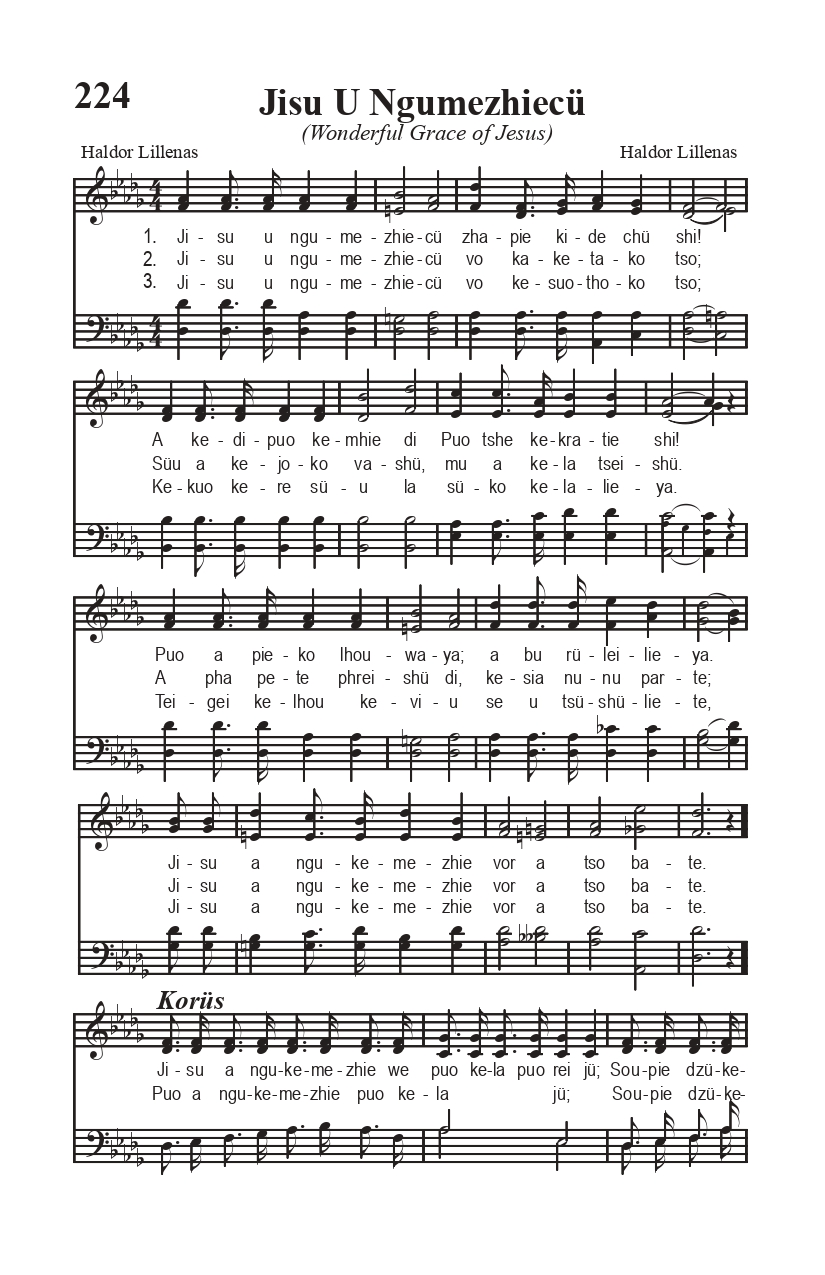 224
Jisu U Ngumezhiecü
(Wonderful Grace of Jesus)
Haldor Lillenas Haldor Lillenas
1. Ji - su u ngu - me - zhie - cü zha - pie ki - de chü shi!
2. Ji - su u ngu - me - zhie - cü vo ka - ke - ta - ko tso;
3. Ji - su u ngu - me - zhie - cü vo ke - suo - tho - ko tso;
A ke - di - puo ke - mhie di Puo tshe ke - kra - tie shi!
Süu a ke - jo - ko va - shü, mu a ke - la tsei - shü.
Ke - kuo ke - re sü - u la sü - ko ke - la - lie - ya.
Puo a pie - ko lhou - wa - ya; a bu rü - lei - lie - ya.
A pha pe - te phrei - shü di, ke - sia nu - nu par - te;
Tei - gei ke - lhou ke - vi - u se u tsü - shü - lie - te,
Ji - su a ngu - ke - me - zhie vor a tso ba - te.
Ji - su a ngu - ke - me - zhie vor a tso ba - te.
Ji - su a ngu - ke - me - zhie vor a tso ba - te.
Korüs
Ji - su a ngu - ke - me - zhie we puo ke - la puo rei jü; Sou - pie dzü - ke -
Puo a ngu - ke - me - zhie puo ke - la jü; Sou - pie dzü - ke -